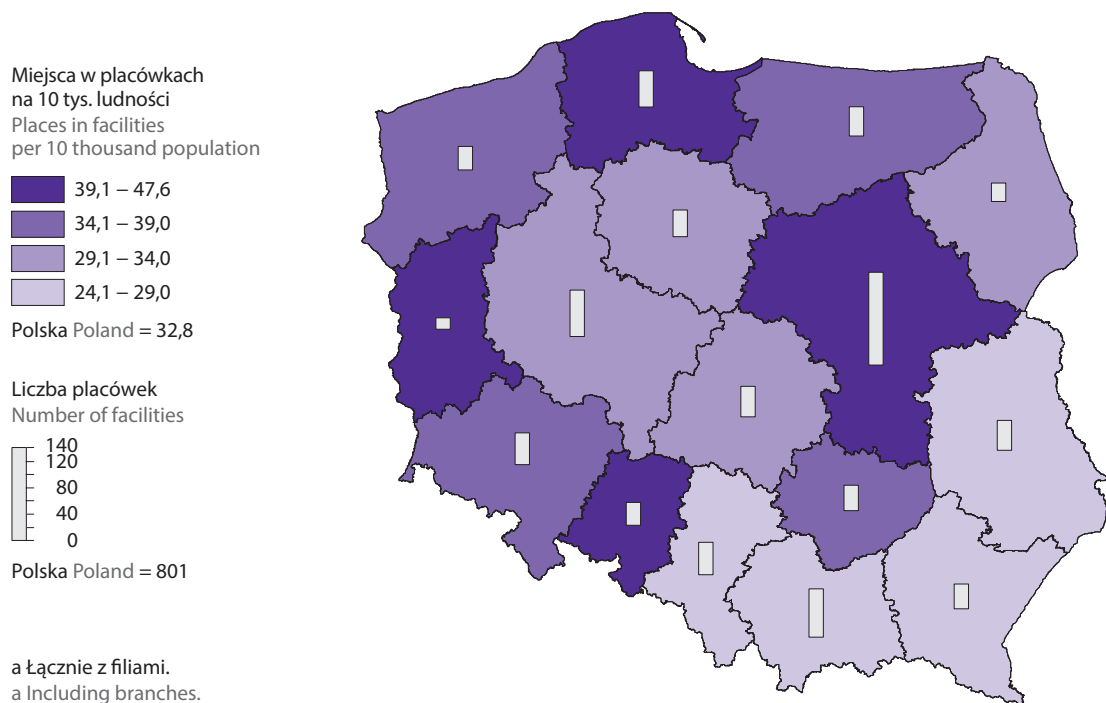 Miejsca w placówkach
na 10 tys. ludności
Places in facilities
per 10 thousand population
39,1 – 47,6
34,1 – 39,0
29,1 – 34,0
24,1 – 29,0
Polska Poland = 32,8
Liczba placówek
Number of facilities
140
120
80
40
0
Polska Poland = 801
a Łącznie z filiami.
a Including branches.